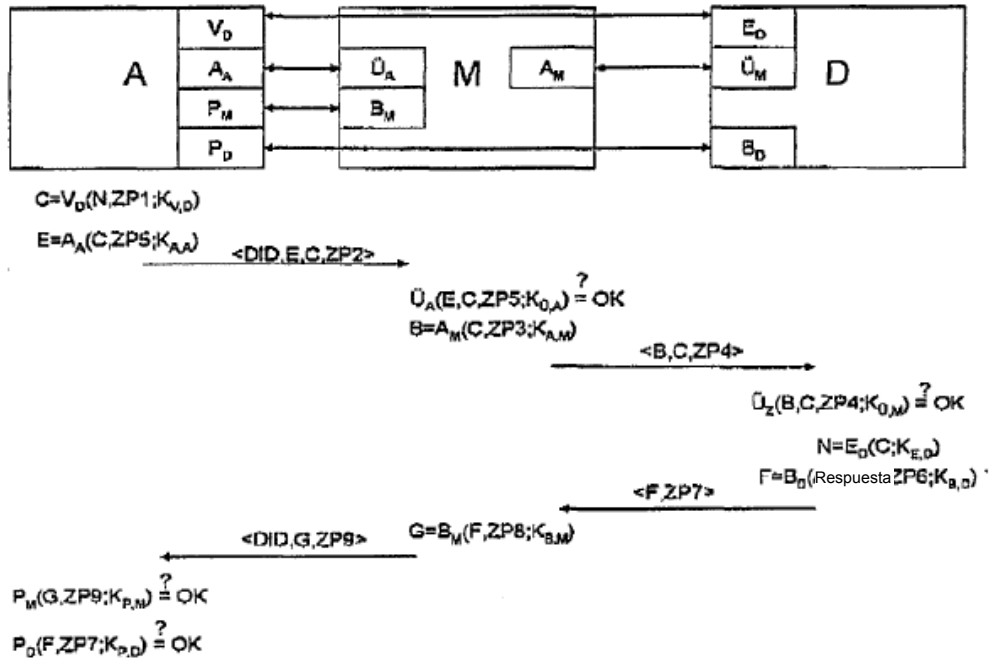 V_D
E_D
A
A_A
Ü_A
M
A_M
Ü_M
D
P_M
B_M
P_D
B_D
C=V_D(N,ZP1;K_V,D)
E=A_A(C,ZP5;K_A,A)
<DID,E,C,ZP2>
Ü_A(E,C,ZP5;K_0,A) ?= OK
B=A_M(C,ZP3;K_A,M)
<B,C,ZP4>
Ü_Z(B,C,ZP4;K_0,M) ?= OK
N=E_D(C;K_E,D)
F=B_D(Respuesta ZP6;K_B,D)
<F,ZP7>
G=B_M(F,ZP8;K_B,M)
<DID,G,ZP9>
P_M(G,ZP9;K_P,M) ?= OK
P_D(F,ZP7;K_P,D) ?= OK